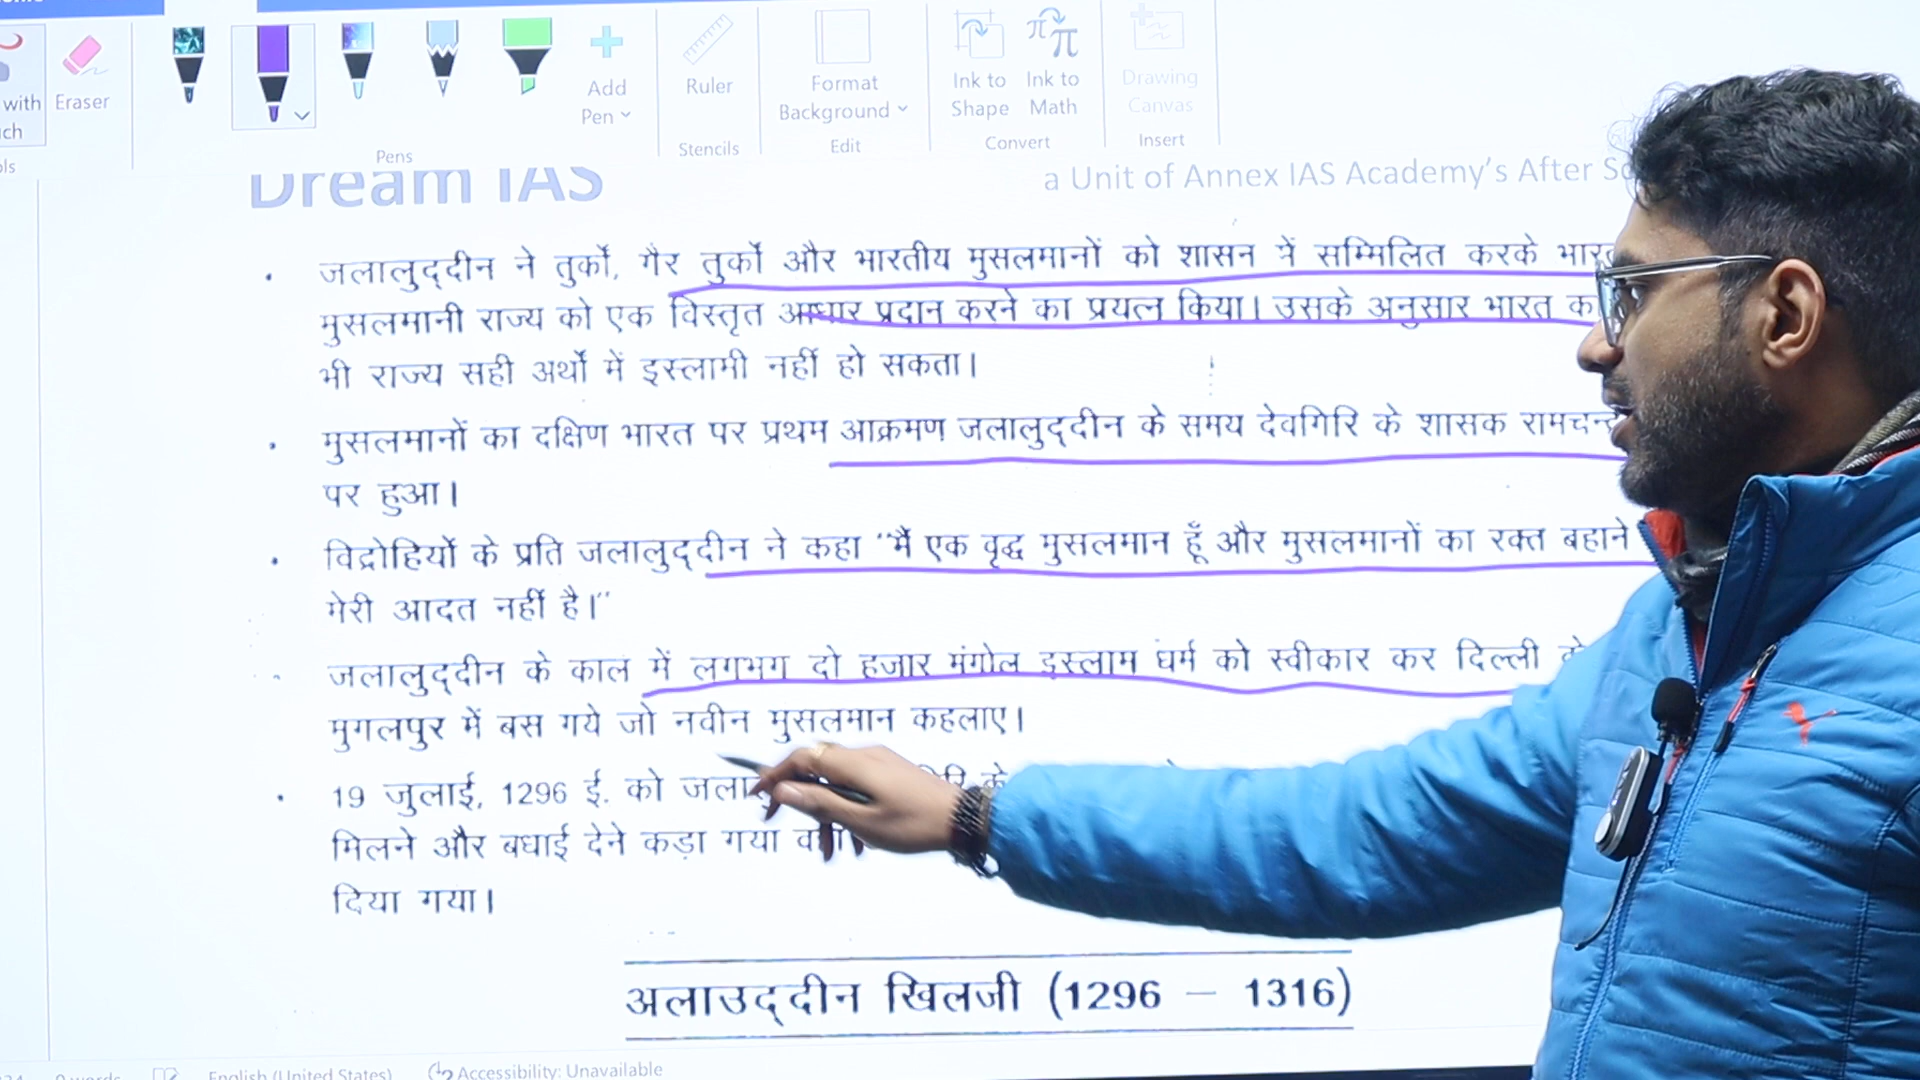 with
Eraser
Add
Pen
Ruler
Format
Background
Ink to
Shape
Ink to
Math
Drawing
Canvas
Pens
Stencils
Edit
Convert
Insert
Dream IAS
a Unit of Annex IAS Academy's After
• जलालुद्दीन ने तुर्कों, गैर तुर्कों और भारतीय मुसलमानों को शासन में सम्मिलित करके
मुसलमानी राज्य को एक विस्तृत आधार प्रदान करने का प्रयत्न किया। उसके अनुसार भारत
भी राज्य सही अर्थों में इस्लामी नहीं हो सकता।
• मुसलमानों का दक्षिण भारत पर प्रथम आक्रमण जलालुद्दीन के समय देवगिरि के शासक
पर हुआ।
• विद्रोहियों के प्रति जलालुद्दीन ने कहा "मैं एक वृद्ध मुसलमान हूँ और मुसलमानों का रक्त बहाने
मेरी आदत नहीं है।"
जलालुद्दीन के काल में लगभग दो हजार मंगोल इस्लाम धर्म को स्वीकार कर दिल्ली
मुगलपुर में बस गये जो नवीन मुसलमान कहलाए।
• 19 जुलाई, 1296 ई. को
मिलने और बधाई देने कड़ा गया
दिया गया।
अलाउद्दीन खिलजी (1296 – 1316)
English (United States)
Accessibility: Unavailable